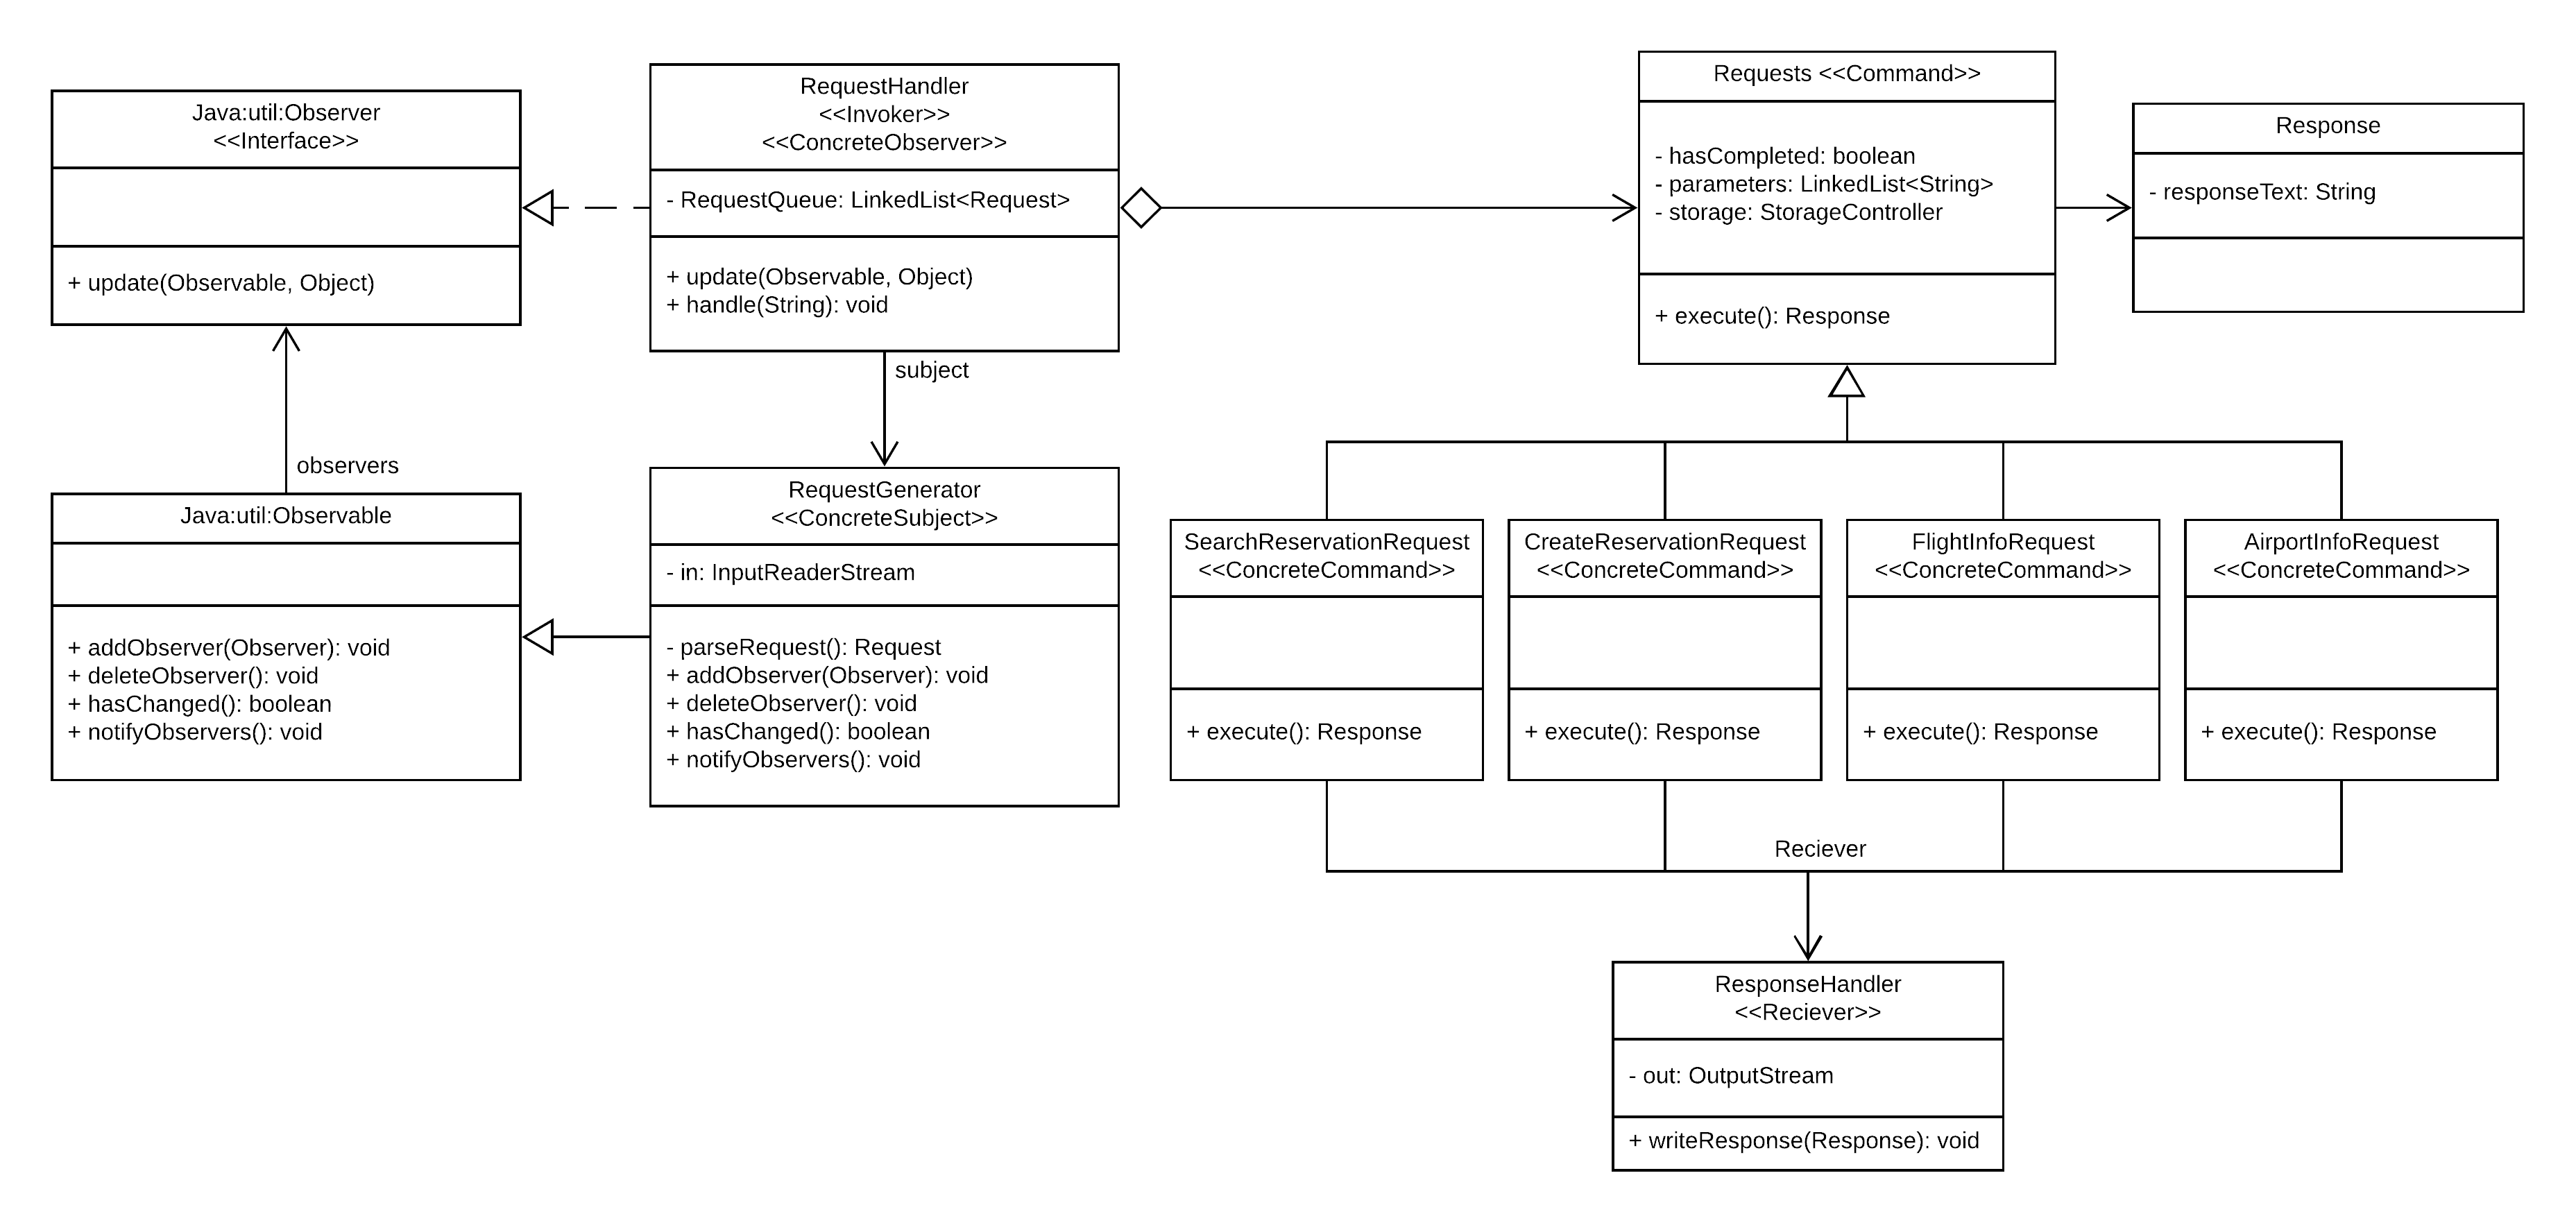 Java:util:Observer
<<Interface>>
+ update(Observable, Object)
RequestHandler
<<Invoker>>
<<ConcreteObserver>>
- RequestQueue: LinkedList<Request>
+ update(Observable, Object)
+ handle(String): void
Requests <<Command>>
- hasCompleted: boolean
- parameters: LinkedList<String>
- storage: StorageController
+ execute(): Response
Response
- responseText: String
subject
observers
Java:util:Observable
+ addObserver(Observer): void
+ deleteObserver(): void
+ hasChanged(): boolean
+ notifyObservers(): void
RequestGenerator
<<ConcreteSubject>>
- in: InputReaderStream
- parseRequest(): Request
+ addObserver(Observer): void
+ deleteObserver(): void
+ hasChanged(): boolean
+ notifyObservers(): void
SearchReservationRequest
<<ConcreteCommand>>
+ execute(): Response
CreateReservationRequest
<<ConcreteCommand>>
+ execute(): Response
FlightInfoRequest
<<ConcreteCommand>>
+ execute(): Response
AirportInfoRequest
<<ConcreteCommand>>
+ execute(): Response
Reciever
ResponseHandler
<<Reciever>>
- out: OutputStream
+ writeResponse(Response): void